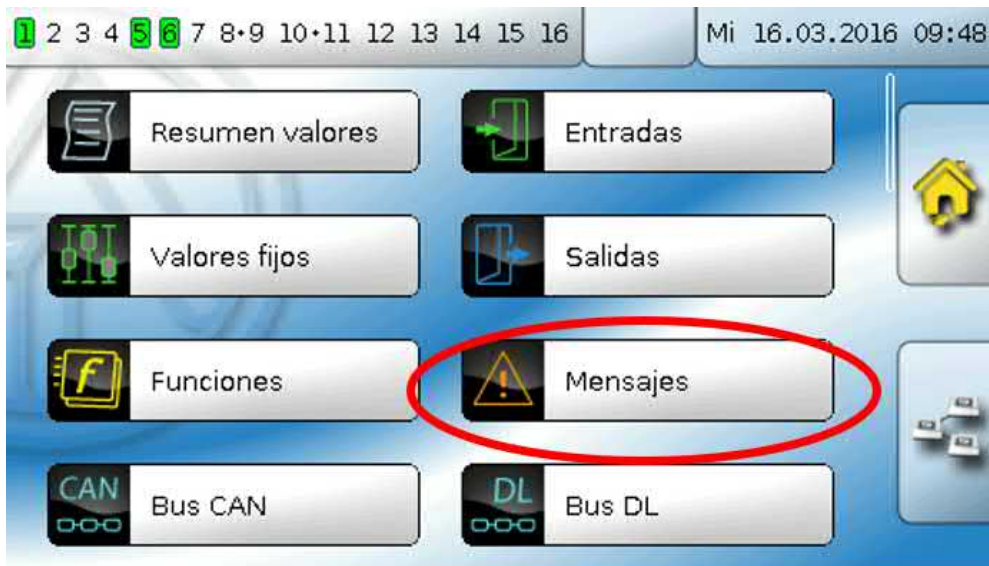 1 2 3 4 5 6 7 8·9 10·11 12 13 14 15 16 Mi 16.03.2016 09:48
Resumen valores Entradas
Valores fijos Salidas
f Funciones ! Mensajes
CAN Bus CAN DL Bus DL